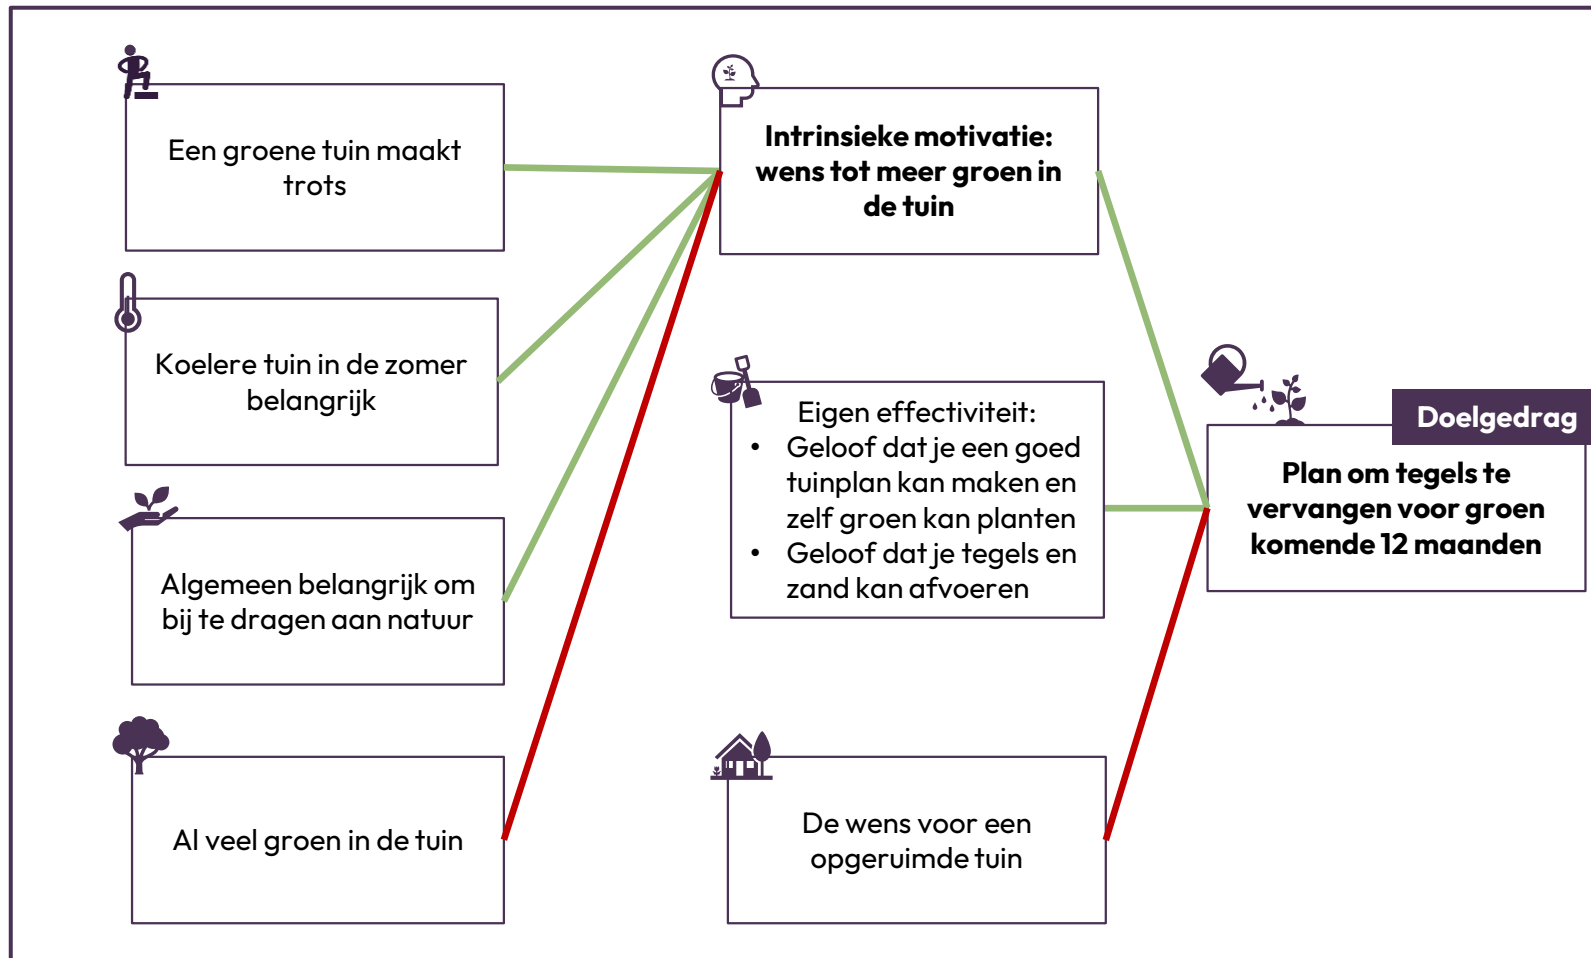 Een groene tuin maakt
trots
Koelere tuin in de zomer
belangrijk
Algemeen belangrijk om
bij te dragen aan natuur
Al veel groen in de tuin
Intrinsieke motivatie:
wens tot meer groen in
de tuin
Eigen effectiviteit:
• Geloof dat je een goed
tuinplan kan maken en
zelf groen kan planten
• Geloof dat je tegels en
zand kan afvoeren
De wens voor een
opgeruimde tuin
Doelgedrag
Plan om tegels te
vervangen voor groen
komende 12 maanden